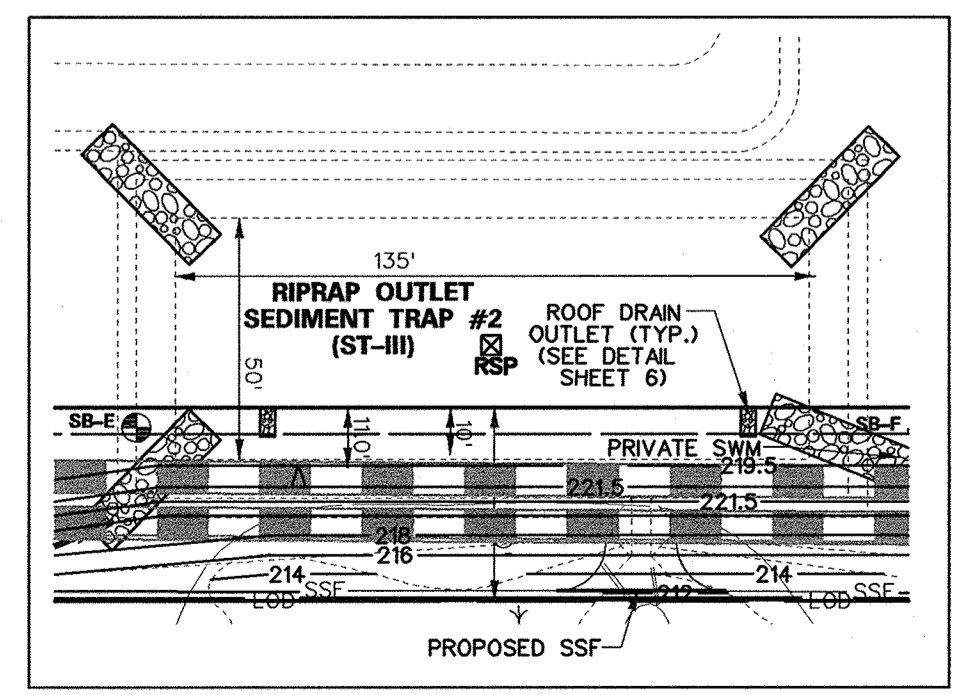 135'
RIPRAP OUTLET
SEDIMENT TRAP #2
(ST-III)
RSP
ROOF DRAIN
OUTLET (TYP.)
(SEE DETAIL
SHEET 6)
50'
SB-E
11.0'
10'
SB-F
PRIVATE SWM
219.5
221.5
221.5
218
216
214
SSF
LOD
212
214
SSF
LOD
PROPOSED SSF